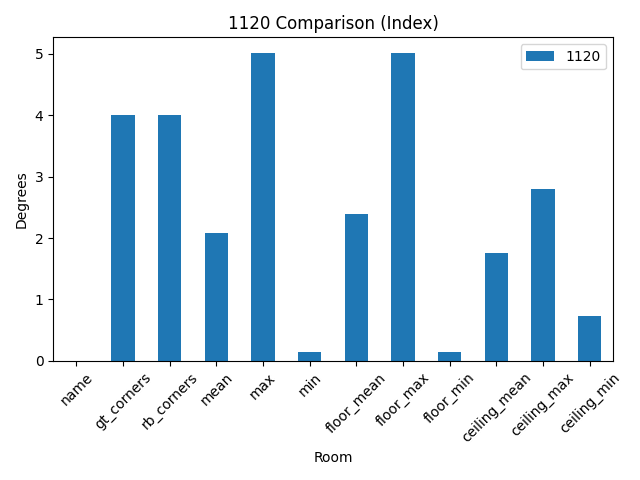 1120 Comparison (Index)
1120
Degrees
5
4
3
2
1
0
name
gt_corners
rb_corners
mean
max
min
floor_mean
floor_max
floor_min
ceiling_mean
ceiling_max
ceiling_min
Room